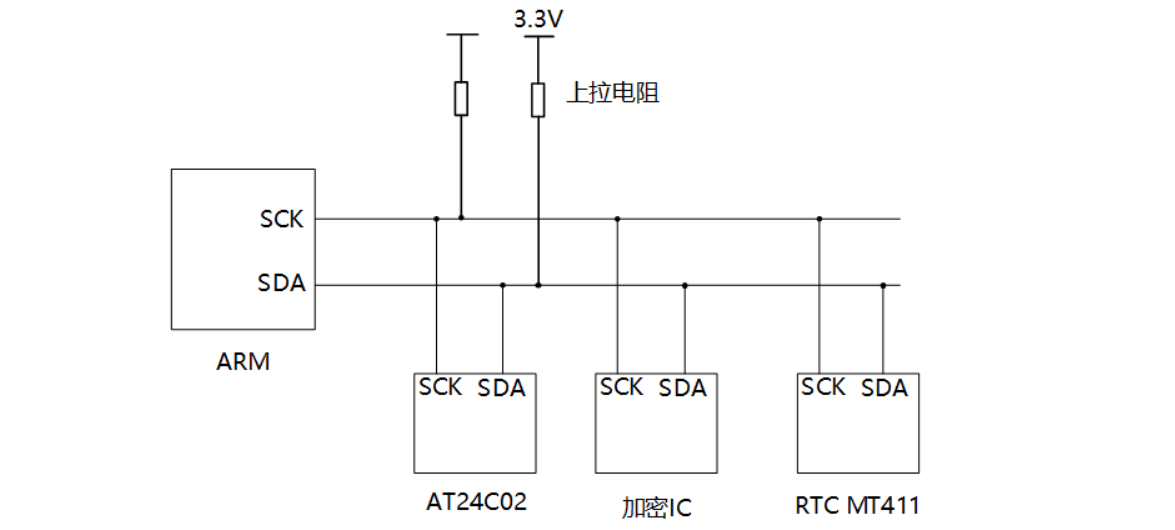 3.3V
上拉电阻
SCK
SDA
ARM
SCK SDA
SCK SDA
SCK SDA
AT24C02
加密IC
RTC MT411